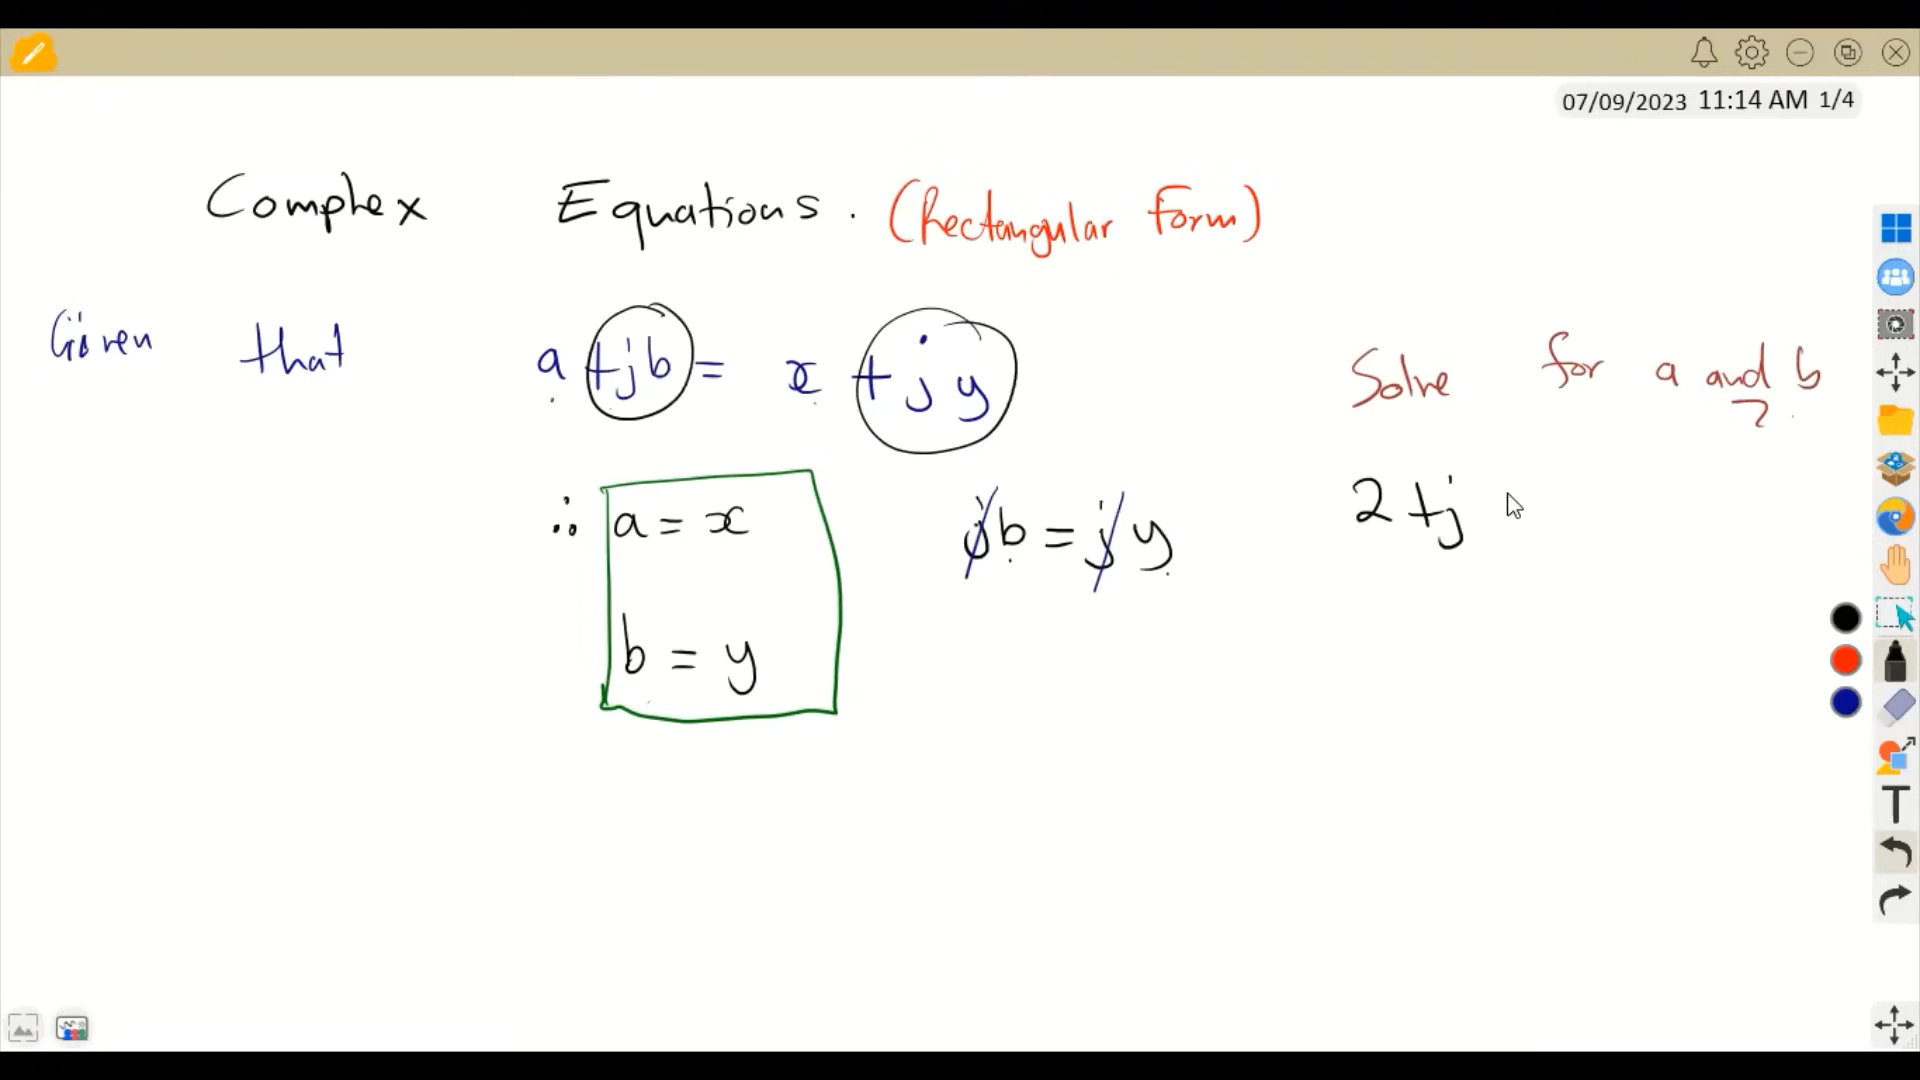 07/09/2023 11:14 AM 1/4
Complex Equations. (Rectangular form)
Given that a + jb = x + jy Solve for a and b ?
∴ a = x jb = jy 2 + j
b = y
T